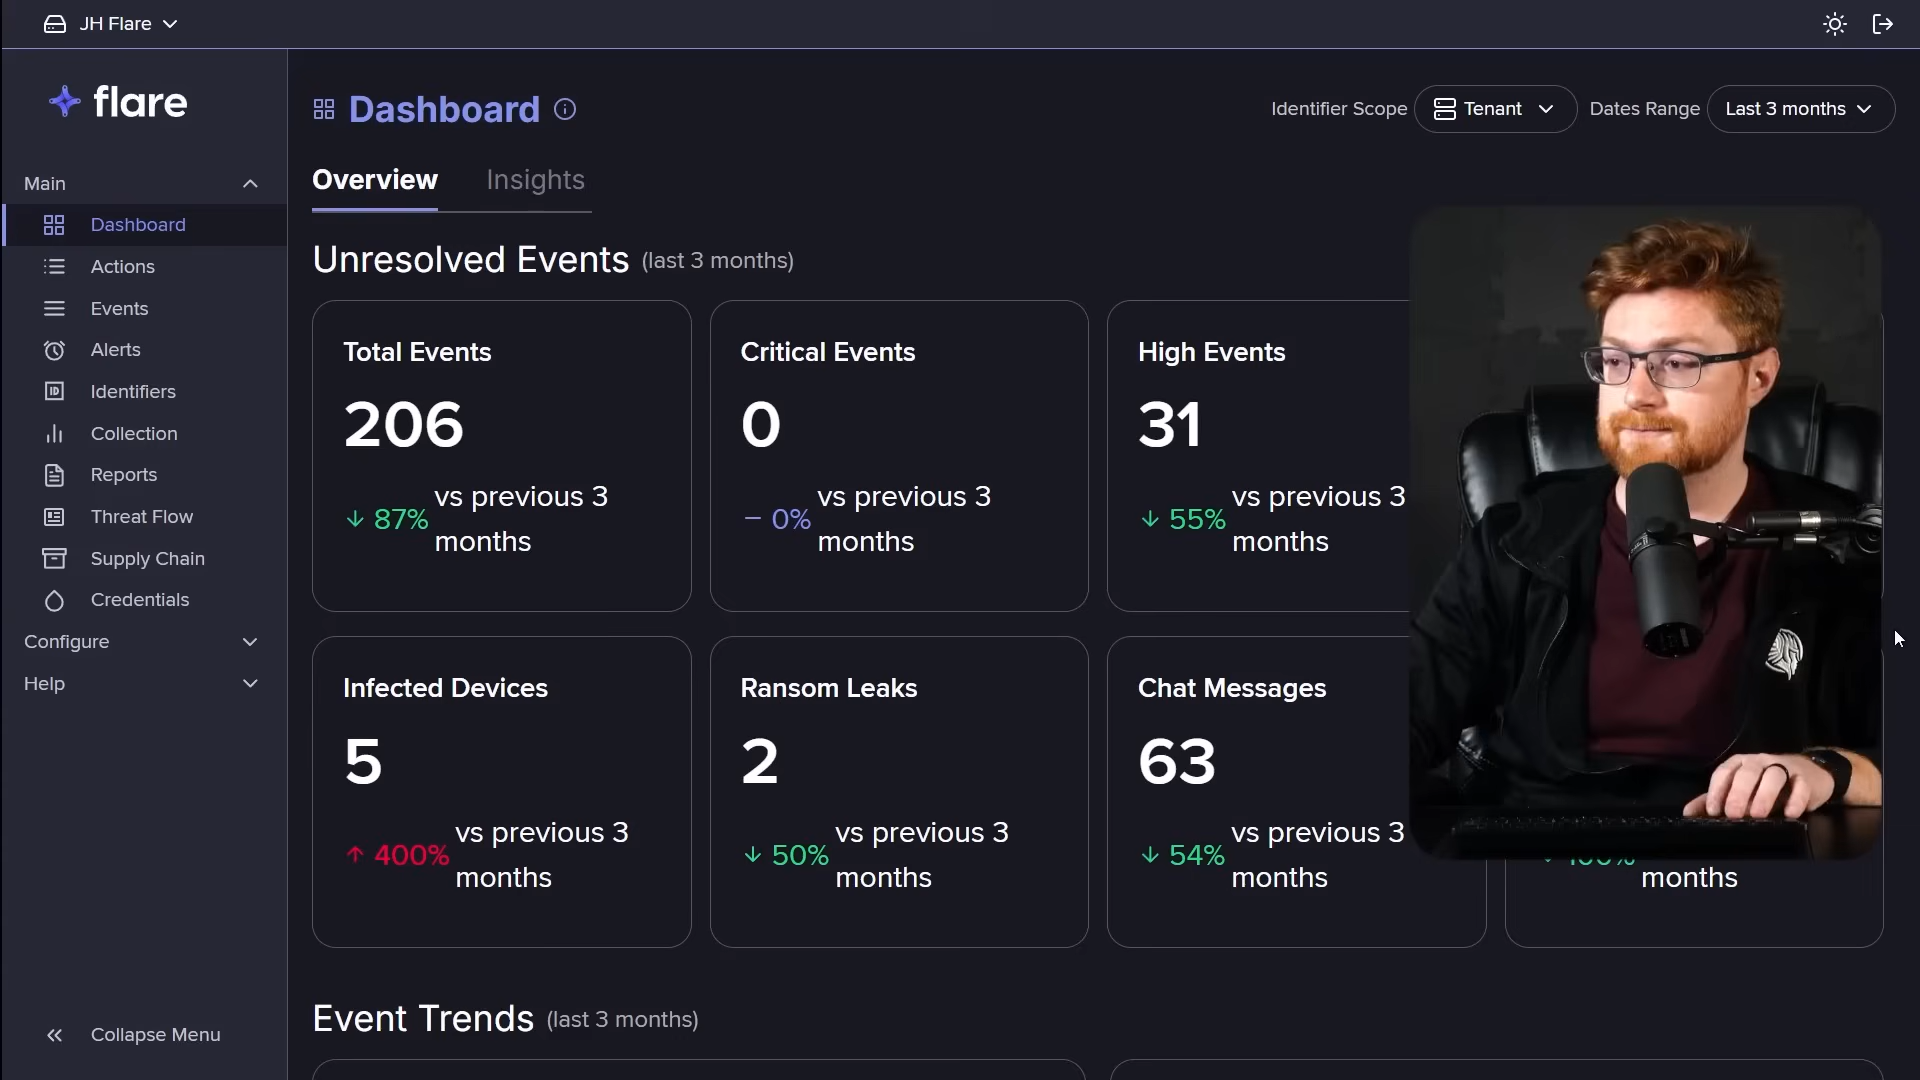 JH Flare
flare
Main
Dashboard
Actions
Events
Alerts
Identifiers
Collection
Reports
Threat Flow
Supply Chain
Credentials
Configure
Help
Collapse Menu
Dashboard
Identifier Scope
Tenant
Dates Range
Last 3 months
Overview
Insights
Unresolved Events (last 3 months)
Total Events
206
87%
vs previous 3
months
Critical Events
0
0%
vs previous 3
months
High Events
31
55%
vs previous 3
months
Infected Devices
5
400%
vs previous 3
months
Ransom Leaks
2
50%
vs previous 3
months
Chat Messages
63
54%
vs previous 3
months
months
Event Trends (last 3 months)